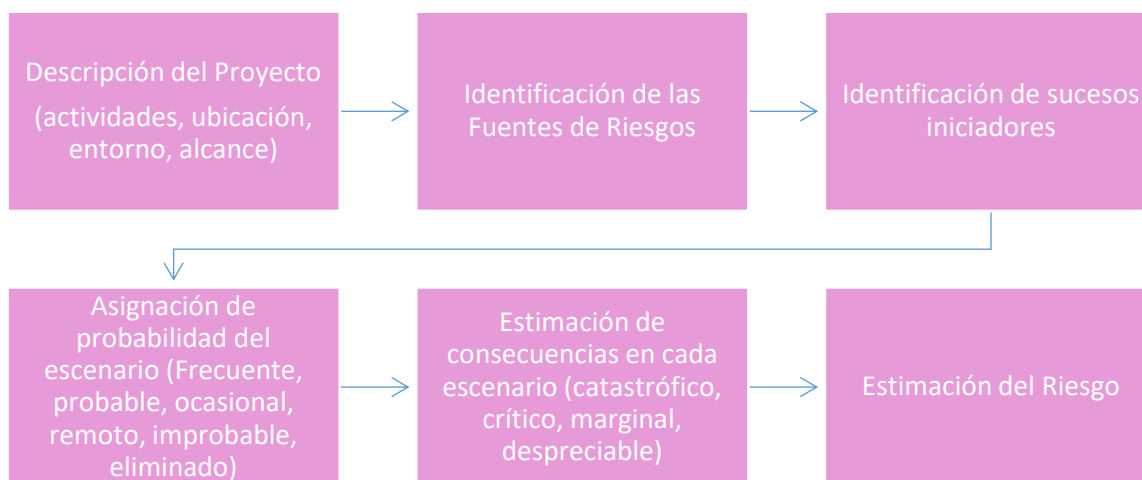 Descripción del Proyecto
(actividades, ubicación,
entorno, alcance)
Identificación de las
Fuentes de Riesgos
Identificación de sucesos
iniciadores
Asignación de
probabilidad del
escenario (Frecuente,
probable, ocasional,
remoto, improbable,
eliminado)
Estimación de
consecuencias en cada
escenario (catastrófico,
crítico, marginal,
despreciable)
Estimación del Riesgo